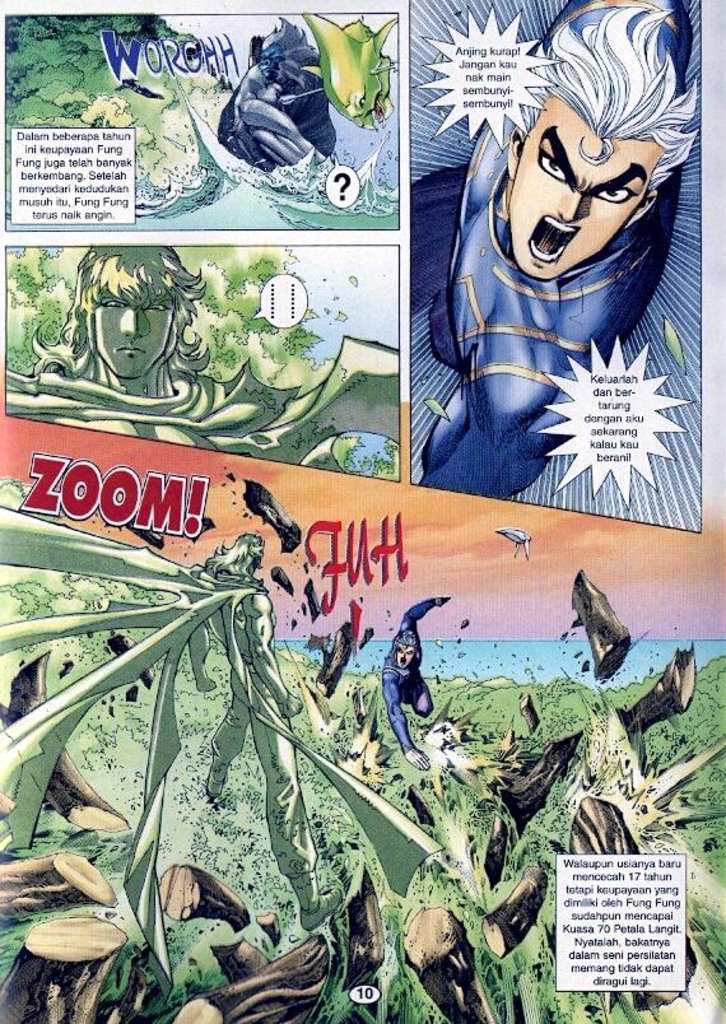 WORGHH
Dalam beberapa tahun
ini keupayaan Fung
Fung juga telah banyak
berkembang. Setelah
menyedari kedudukan
musuh itu, Fung Fung
terus naik angin.
?
Anjing kurap!
Jangan kau
nak main
sembunyi-
sembunyi!
Keluarlah
dan ber-
tarung
dengan aku
sekarang
kalau kau
berani!
ZOOM!
FUH
!
Walaupun usianya baru
mencecah 17 tahun
tetapi keupayaan yang
dimiliki oleh Fung Fung
sudahpun mencapai
Kuasa 70 Petala Langit.
Nyatalah, bakatnya
dalam seni persilatan
memang tidak dapat
diragui lagi.
10